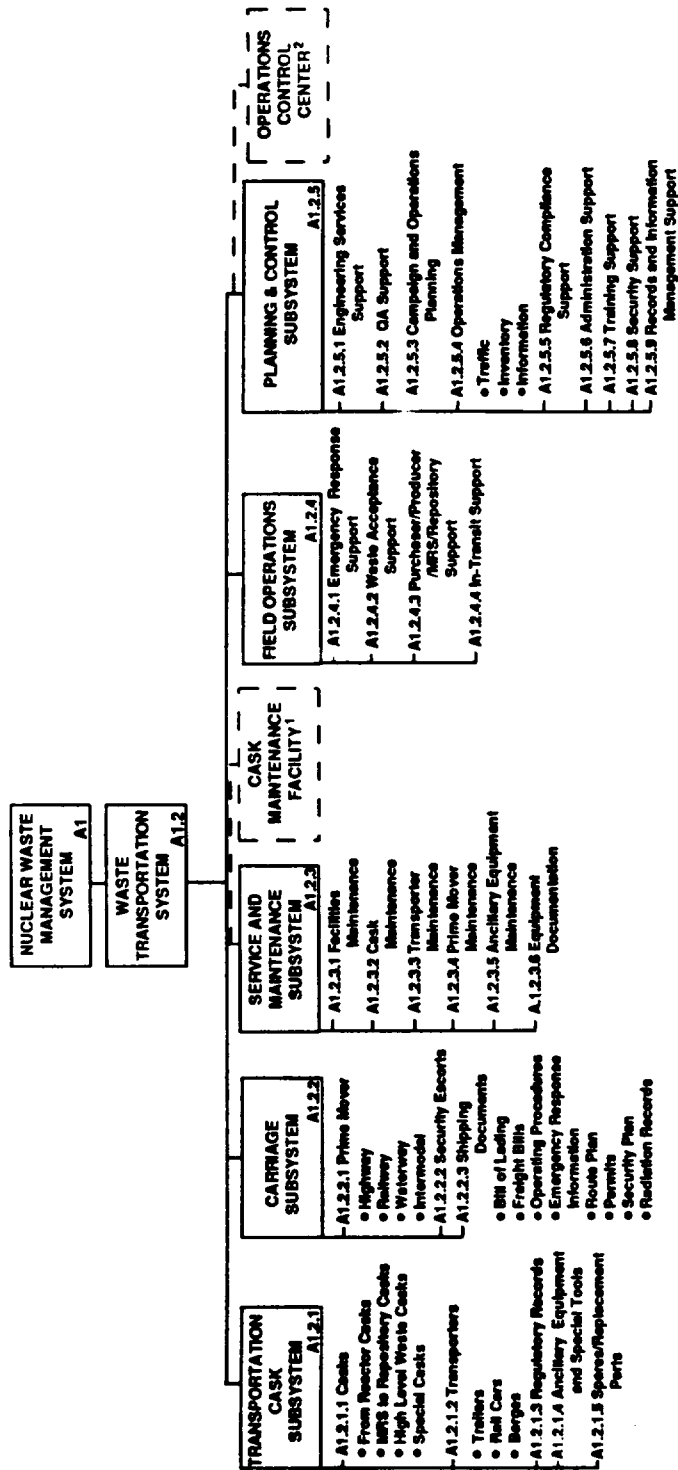 NUCLEAR WASTE
MANAGEMENT
SYSTEM
A1
WASTE
TRANSPORTATION
SYSTEM
A1.2
TRANSPORTATION
CASK
SUBSYSTEM
A1.2.1
A1.2.1.1 Casks
• From Reactor Casks
• MRS to Repository Casks
• High Level Waste Casks
• Special Casks
A1.2.1.2 Transporters
• Trailers
• Rail Cars
• Barges
A1.2.1.3 Regulatory Records
A1.2.1.4 Ancillary Equipment
and Special Tools
A1.2.1.5 Spares/Replacement
Parts
CARRIAGE
SUBSYSTEM
A1.2.2
A1.2.2.1 Prime Mover
• Highway
• Railway
• Waterway
• Intermodel
A1.2.2.2 Security Escorts
A1.2.2.3 Shipping
Documents
• Bill of Lading
• Freight Bills
• Operating Procedures
• Emergency Response
Information
• Route Plan
• Permits
• Security Plan
• Radiation Records
SERVICE AND
MAINTENANCE
SUBSYSTEM
A1.2.3
A1.2.3.1 Facilities
Maintenance
A1.2.3.2 Cask
Maintenance
A1.2.3.3 Transporter
Maintenance
A1.2.3.4 Prime Mover
Maintenance
A1.2.3.5 Ancillary Equipment
Maintenance
A.1.2.3.6 Equipment
Documentation
CASK
MAINTENANCE
FACILITY1
FIELD OPERATIONS
SUBSYSTEM
A1.2.4
A1.2.4.1 Emergency Response
Support
A1.2.4.2 Waste Acceptance
Support
A1.2.4.3 Purchaser/Producer
/MRS/Repository
Support
A1.2.4.4 In-Transit Support
PLANNING & CONTROL
SUBSYSTEM
A1.2.5
A1.2.5.1 Engineering Services
Support
A1.2.5.2 QA Support
A1.2.5.3 Campaign and Operations
Planning
A1.2.5.4 Operations Management
• Traffic
• Inventory
• Information
A1.2.5.5 Regulatory Compliance
Support
A1.2.5.6 Administration Support
A1.2.5.7 Training Support
A1.2.5.8 Security Support
A1.2.5.9 Records and Information
Management Support
OPERATIONS
CONTROL
CENTER2